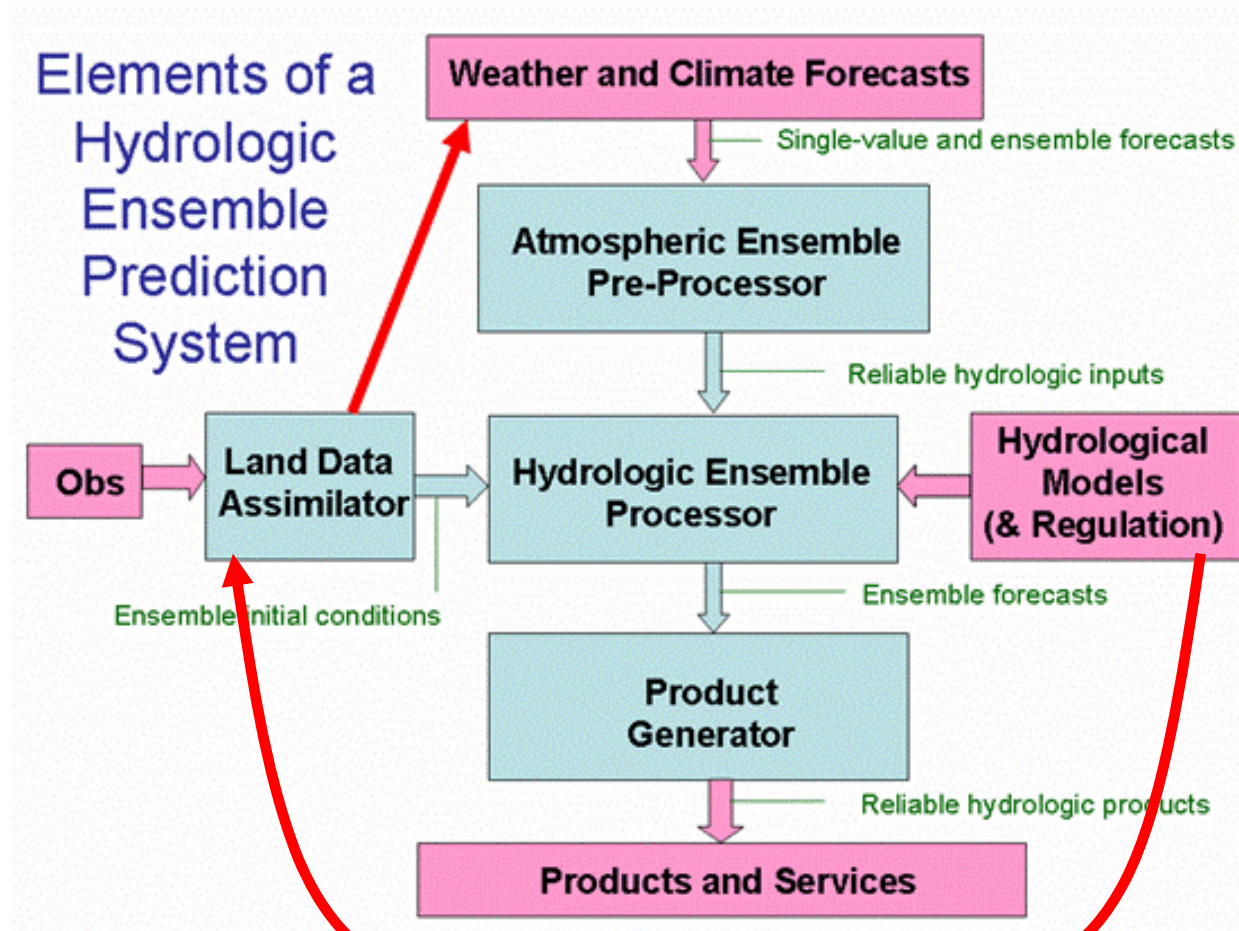 Elements of a
Hydrologic
Ensemble
Prediction
System
Weather and Climate Forecasts
Single-value and ensemble forecasts
Atmospheric Ensemble
Pre-Processor
Reliable hydrologic inputs
Obs
Land Data
Assimilator
Hydrologic Ensemble
Processor
Hydrological
Models
(& Regulation)
Ensemble initial conditions
Ensemble forecasts
Product
Generator
Reliable hydrologic products
Products and Services